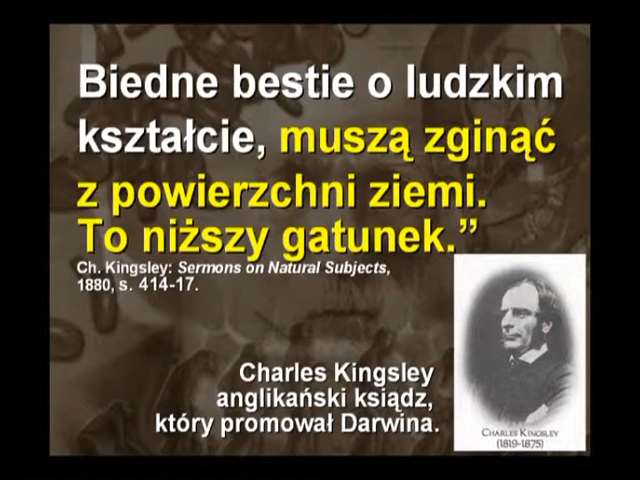 Biedne bestie o ludzkim
kształcie, muszą zginąć
z powierzchni ziemi.
To niższy gatunek.”
Ch. Kingsley: Sermons on Natural Subjects,
1880, s. 414-17.
Charles Kingsley
anglikański ksiądz,
który promował Darwina.
CHARLES KINGSLEY
(1819-1875)